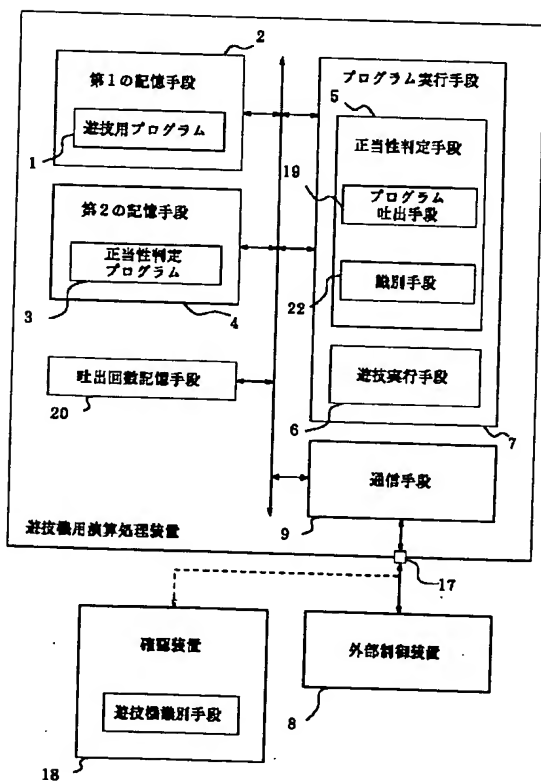 2
第1の記憶手段
遊技用プログラム
1
プログラム実行手段
5
正当性判定手段
19
プログラム
吐出手段
22
識別手段
第2の記憶手段
正当性判定
プログラム
3
4
吐出回数記憶手段
20
遊技実行手段
6
7
通信手段
9
遊技機用演算処理装置
17
確認装置
遊技機識別手段
18
外部制御装置
8